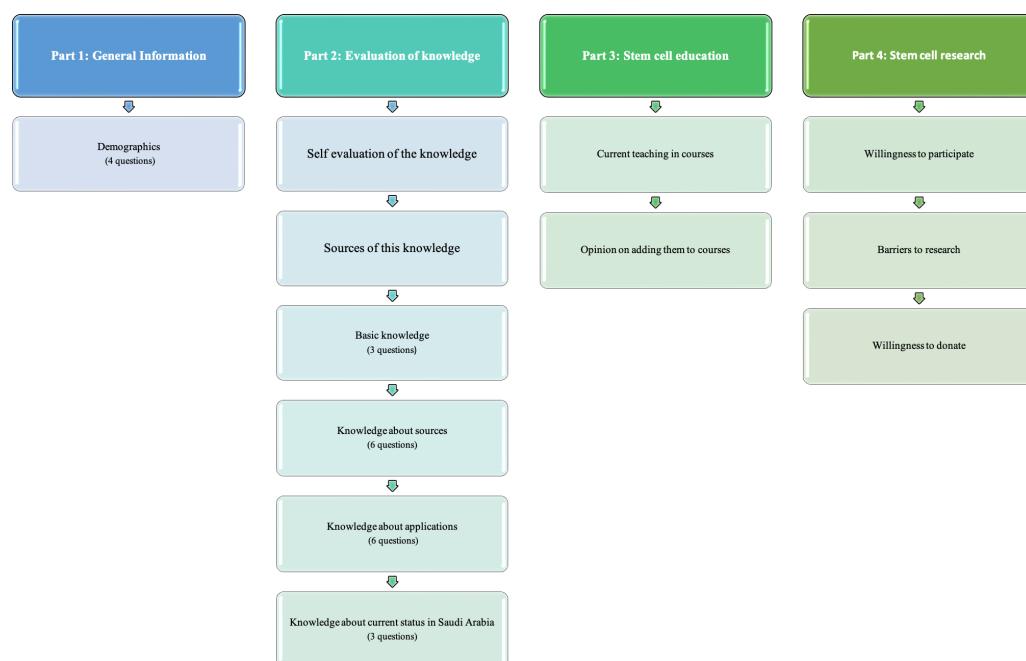 Part 1: General Information
Demographics
(4 questions)
Part 2: Evaluation of knowledge
Self evaluation of the knowledge
Sources of this knowledge
Basic knowledge
(3 questions)
Knowledge about sources
(6 questions)
Knowledge about applications
(6 questions)
Knowledge about current status in Saudi Arabia
(3 questions)
Part 3: Stem cell education
Current teaching in courses
Opinion on adding them to courses
Part 4: Stem cell research
Willingness to participate
Barriers to research
Willingness to donate